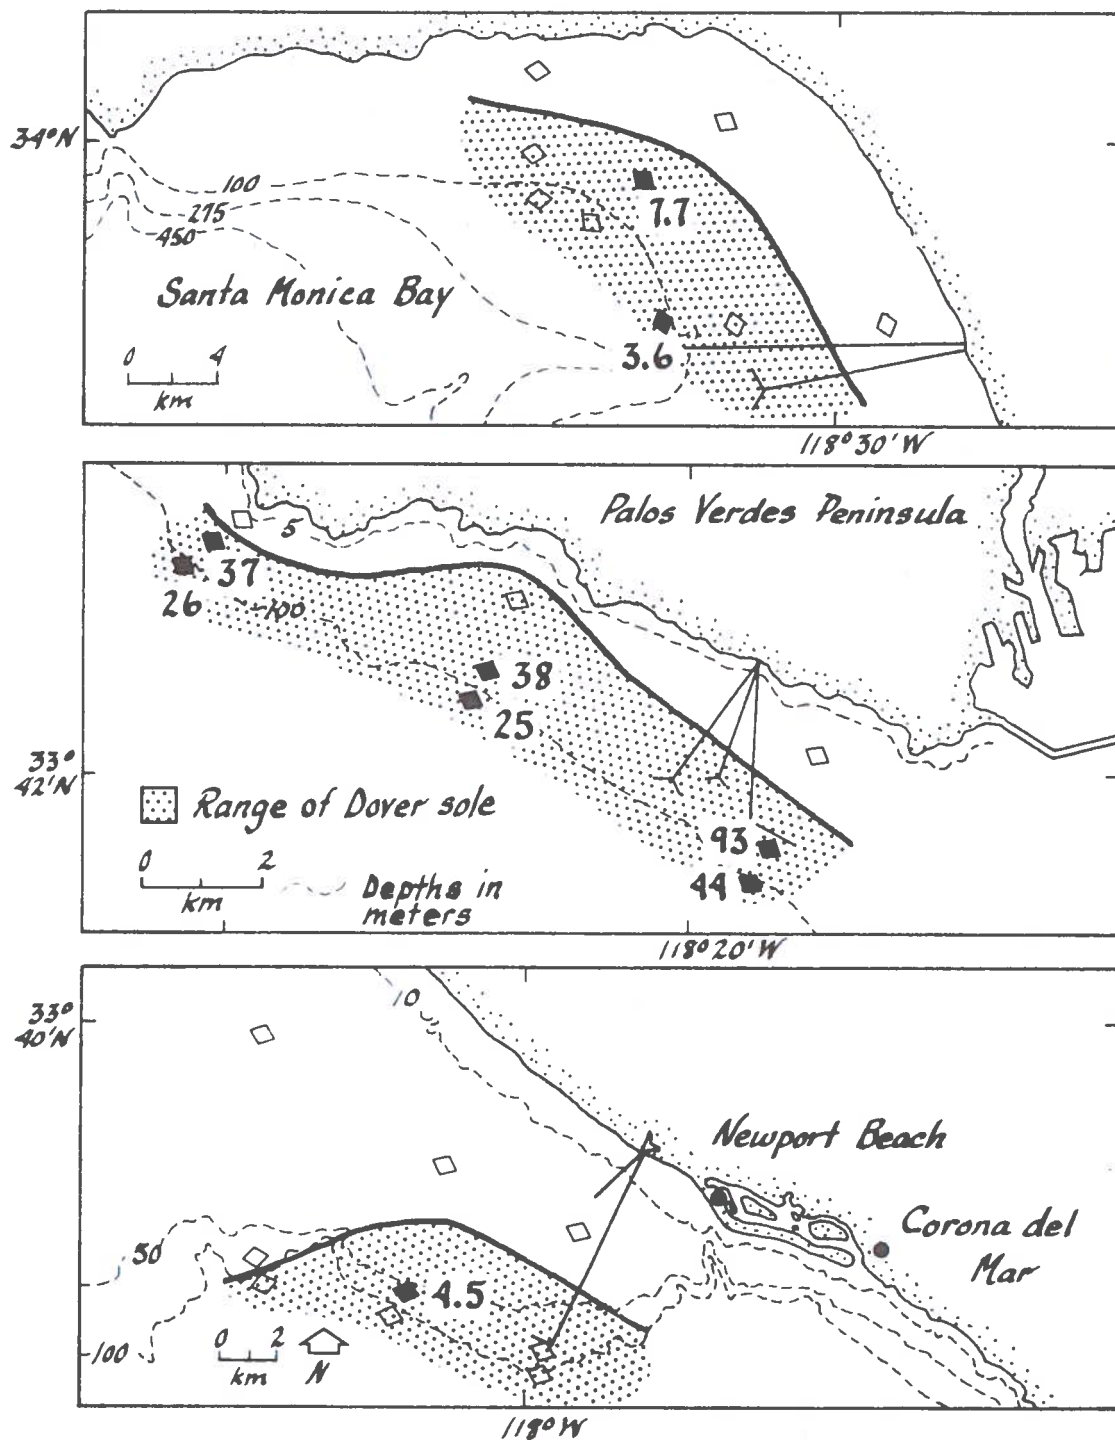 34°N
100
275
450
7.7
Santa Monica Bay
3.6
0 4
km
118°30'W
Palos Verdes Peninsula
5
37
26
100
38
25
33°
42'N
Range of Dover sole
93
0 2
km
44
Depths in
meters
118°20'W
10
33°
40'N
Newport Beach
Corona del
Mar
50
4.5
0 2
km
N
100
118°W